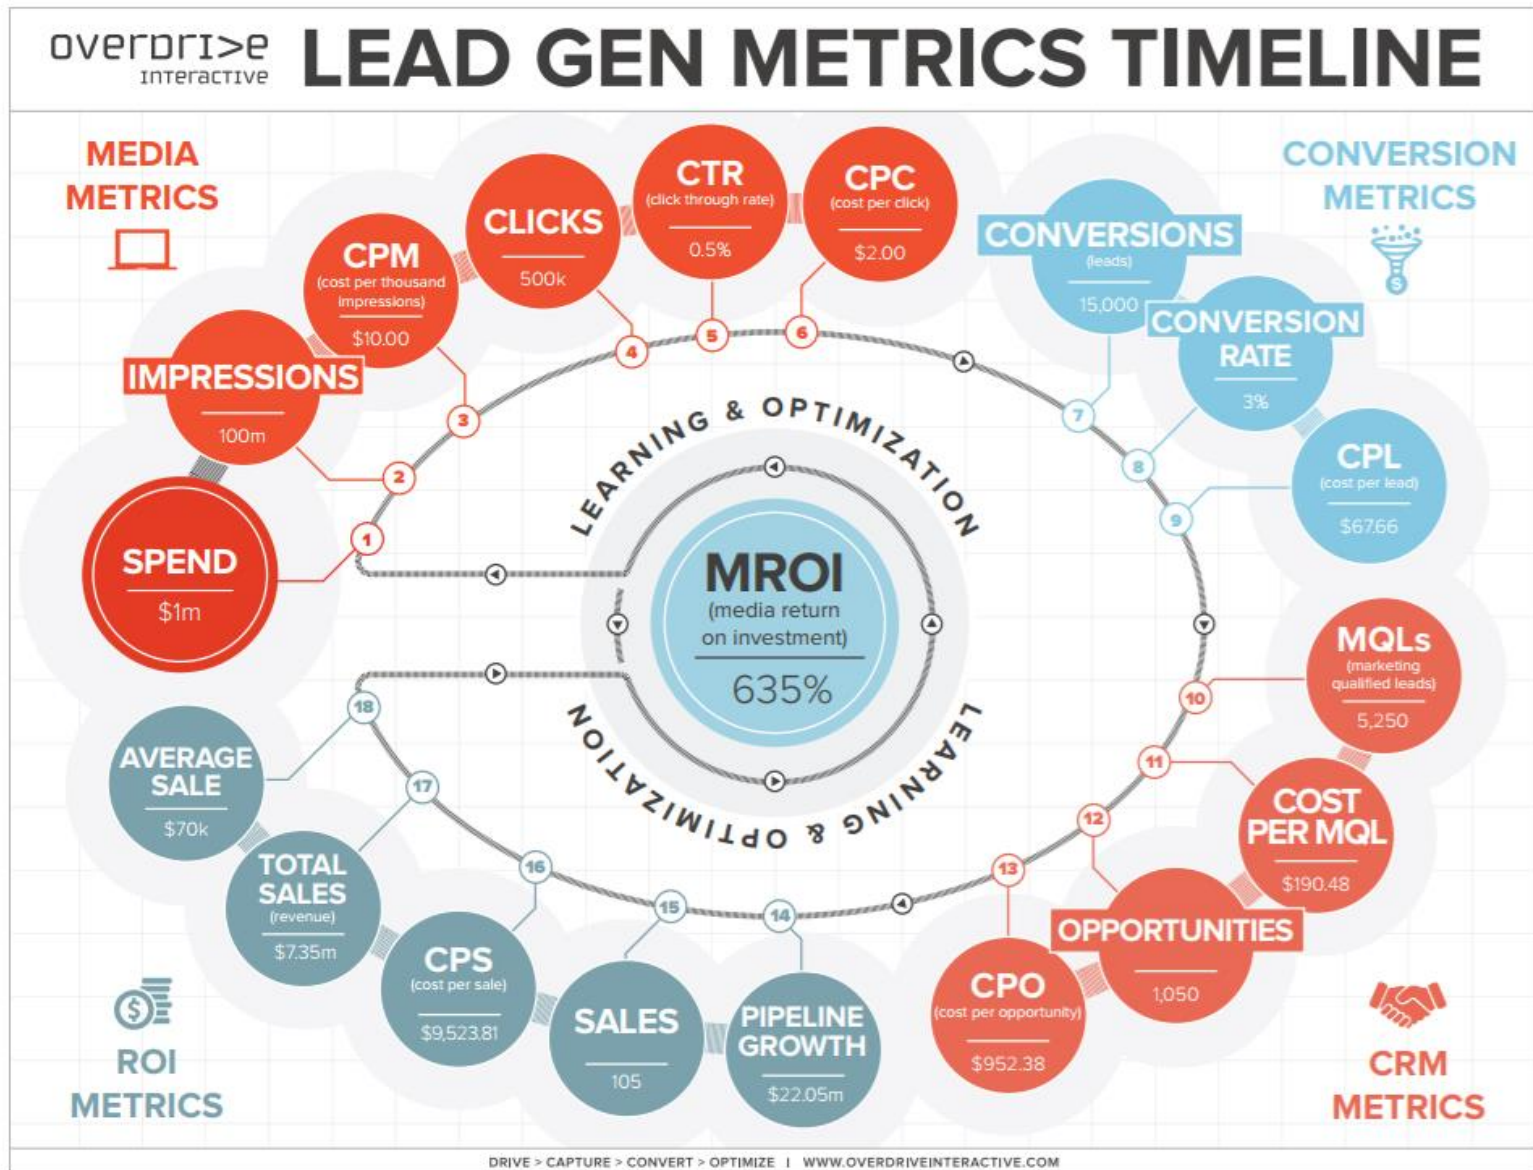 overdri>e
interactive
LEAD GEN METRICS TIMELINE
MEDIA
METRICS
CONVERSION
METRICS
SPEND
$1m
IMPRESSIONS
100m
CPM
(cost per thousand
impressions)
$10.00
CLICKS
500k
CTR
(click through rate)
0.5%
CPC
(cost per click)
$2.00
CONVERSIONS
(leads)
15,000
CONVERSION
RATE
3%
CPL
(cost per lead)
$67.66
MQLs
(marketing
qualified leads)
5,250
COST
PER MQL
$190.48
OPPORTUNITIES
1,050
CPO
(cost per opportunity)
$952.38
PIPELINE
GROWTH
$22.05m
SALES
105
CPS
(cost per sale)
$9,523.81
TOTAL
SALES
(revenue)
$7.35m
AVERAGE
SALE
$70k
1
2
3
4
5
6
7
8
9
10
11
12
13
14
15
16
17
18
LEARNING & OPTIMIZATION
MROI
(media return
on investment)
635%
LEARNING & OPTIMIZATION
$
S
ROI
METRICS
CRM
METRICS
DRIVE > CAPTURE > CONVERT > OPTIMIZE | WWW.OVERDRIVEINTERACTIVE.COM